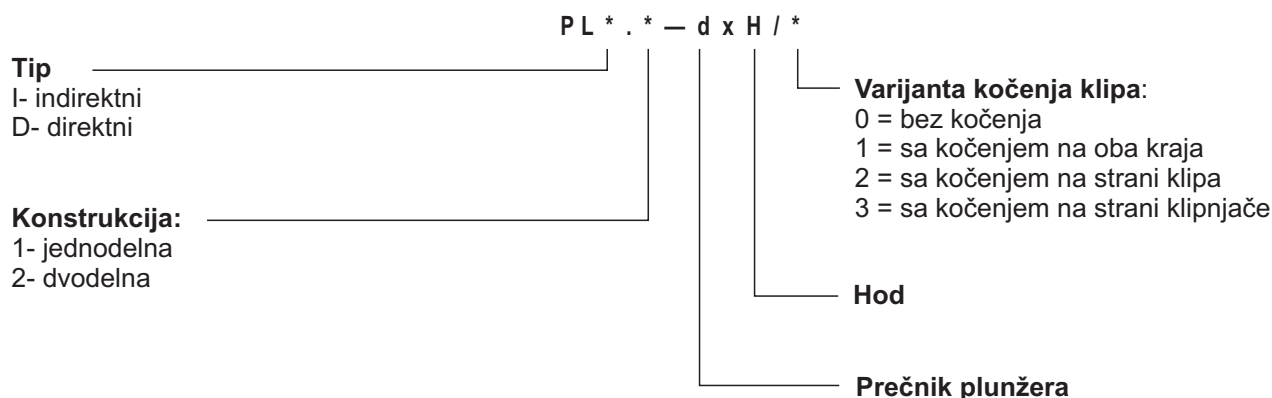 PL*.*—dxH/*
Tip
I- indirektni
D- direktni
Konstrukcija:
1- jednodelna
2- dvodelna
Varijanta kočenja klipa:
0 = bez kočenja
1 = sa kočenjem na oba kraja
2 = sa kočenjem na strani klipa
3 = sa kočenjem na strani klipnjače
Hod
Prečnik plunžera